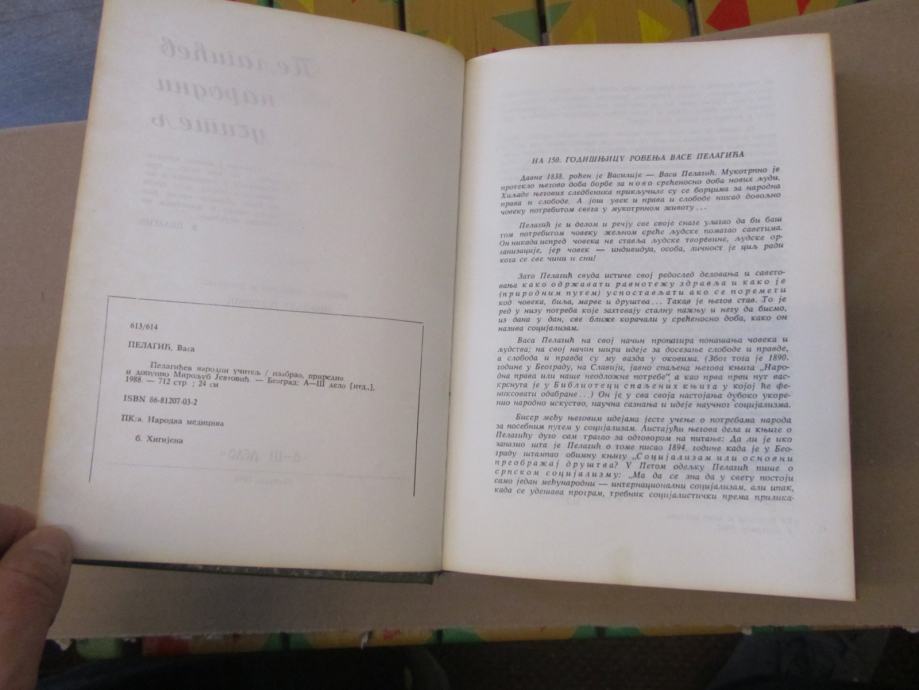 613/614
ПЕЛАГИЋ, Васа
Пелагићев народни учитељ / изабрао, приредио
и допунио Мирољуб Јевтовић. — Београд: А—Ш дело [итд.],
1988. — 712 стр ; 24 cm
ISBN 86-81207-03-2
ПК:а. Народна медицина
б. Хигијена
НА 150. ГОДИШЊИЦУ РОЂЕЊА ВАСЕ ПЕЛАГИЋА
Давне 1838. рођен је Василије — Васа Пелагић. Мукотрпно је
протекло његово доба борбе за ново срећеносно доба нових људи.
Хиљаде његових следбеника прикључиле су се борцима за народна
права и слободе. А још увек и права и слободе никад довољно
човеку потребитом света у мукотрпном животу...
Пелагић је и делом и речју све своје снаге улагао да би баш
том потребитом човеку жељном среће људске помагао саветима.
Он никада испред човека не ставља људске творевине, људске ор-
ганизације, јер човек — индивидуа, особа, личност је циљ ради
кога се све чини и сни!
Зато Пелагић свуда истиче свој редослед деловања и савето-
вања како одржавати равнотежу здравља и како је
(природним путем) успостављати ако се поремети
код човека, биља, марве и друштва... Такав је његов став. То је
ред у низу потреба које захтевају сталну пажњу и негу да бисмо,
из дана у дан, све ближе корачали у срећеносно доба, како он
назива социјализам.
Васа Пелагић на свој начин проматра понашања човека и
људства; на свој начин шири идеје за досезање слободе и правде,
а слобода и правда су му вазда у оковима. (Због тога је 1890.
године у Београду, на Славији, јавно спаљена његова књига „Наро-
дна права или наше неодложне потребе“, а као прва први пут вас-
крснута је у Библиотеци спаљених књига у којој ће фе-
никсовати одабране...) Он је у сва своја настојања дубоко укоре-
нио народно искуство, научна сазнања и идеје научног социјализма.
Бисер међу његовим идејама јесте учење о потребама народа
за посебним путем у социјализам. Листајући његова дела и књиге о
Пелагићу дуго сам трагао за одговором на питање: Да ли је ико
запазио шта је Пелагић о томе писао 1894. године када је у Бео-
граду штампао обимну књигу „Социјализам или основни
преображај друштва? У Петом одељку Пелагић пише о
српском социјализму: „Ма да се зна да у свету постоји
само један међународни — интернационални социјализам, али ипак,
када се удешава програм, требник социјалистички према прилика-